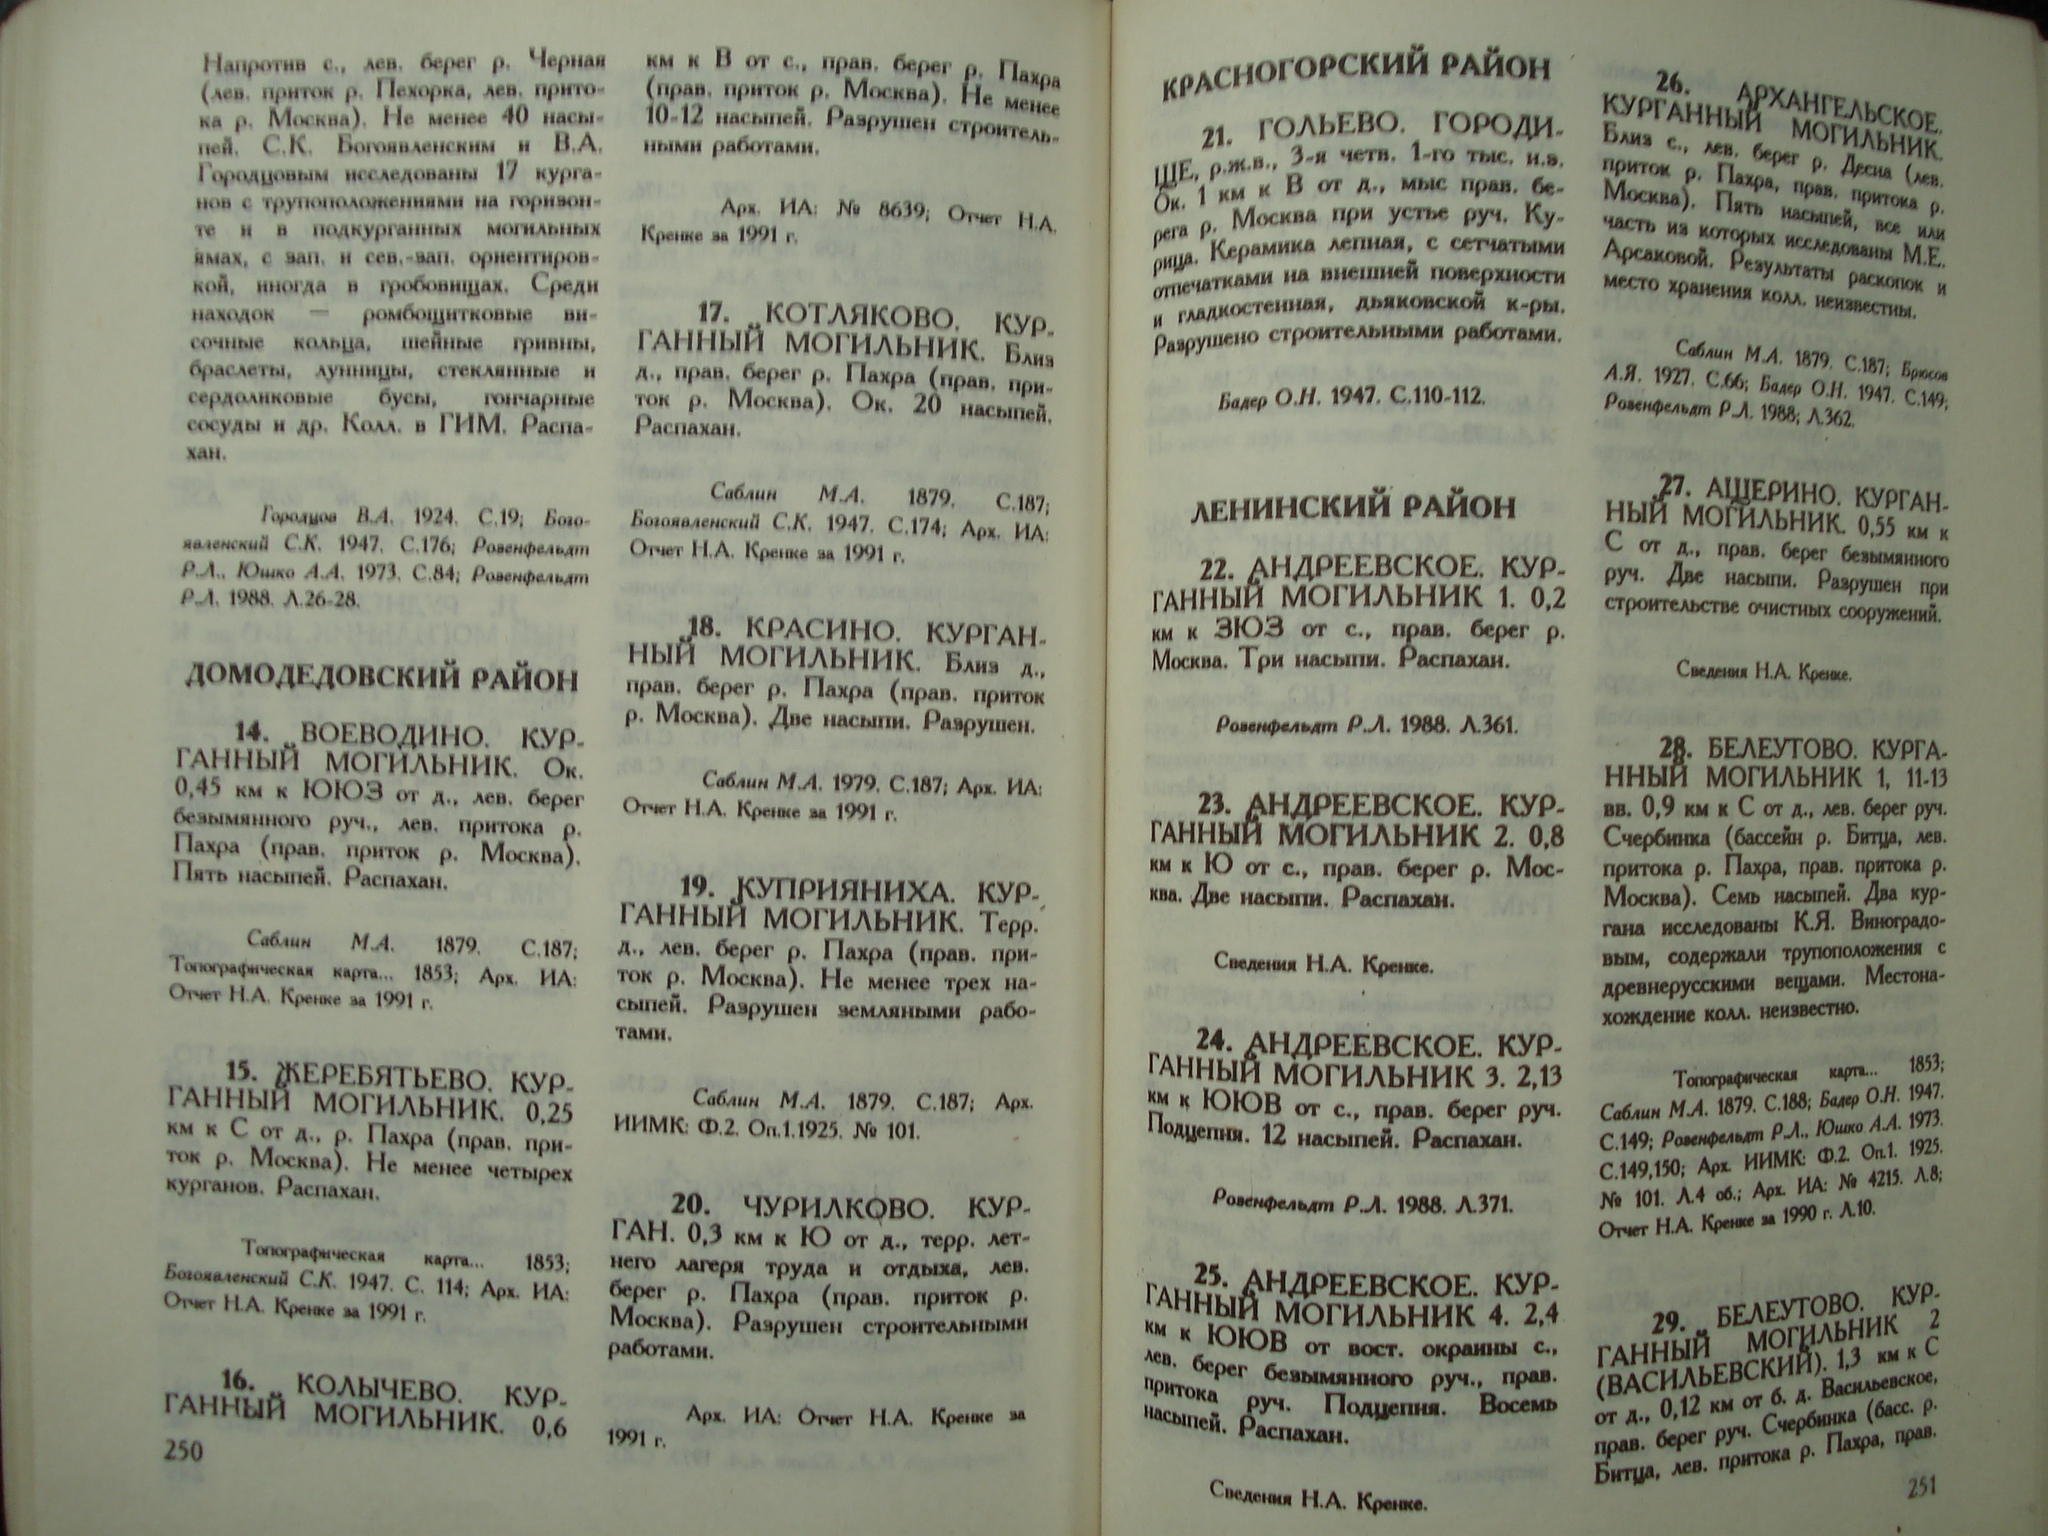 Напротив с., лев. берег р. Черная
(лев. приток р. Пехорка, лев. прито-
ка р. Москва). Не менее 40 насы-
пей. С.К. Богоявленским и В.А.
Городцовым исследованы 17 курга-
нов с трупоположениями на горизон-
те и в подкурганных могильных
ямах, с зап. и сев.-зап. ориентиров-
кой, иногда в гробовищах. Среди
находок — ромбощитковые ви-
сочные кольца, шейные гривны,
браслеты, лунницы, стеклянные и
сердоликовые бусы, гончарные
сосуды и др. Колл. в ГИМ. Распа-
хан.
Городцов В.А. 1924. С.19; Бого-
явленский С.К. 1947. С.176; Розенфельдт
Р.Л., Юшко А.А. 1973. С.84; Розенфельдт
Р.Л. 1988. Л.26-28.
ДОМОДЕДОВСКИЙ РАЙОН
14. ВОЕВОДИНО. КУР-
ГАННЫЙ МОГИЛЬНИК. Ок.
0,45 км к ЮЮЗ от д., лев. берег
безымянного руч., лев. притока р.
Пахра (прав. приток р. Москва).
Пять насыпей. Распахан.
Саблин М.А. 1879. С.187;
Топографическая карта... 1853; Арх. ИА:
Отчет Н.А. Кренке за 1991 г.
15. ЖЕРЕБЯТЬЕВО. КУР-
ГАННЫЙ МОГИЛЬНИК. 0,25
км к С от д., р. Пахра (прав. при-
ток р. Москва). Не менее четырех
курганов. Распахан.
Топографическая карта... 1853;
Богоявленский С.К. 1947. С. 114; Арх. ИА:
Отчет Н.А. Кренке за 1991 г.
16. КОЛЫЧЕВО. КУР-
ГАННЫЙ МОГИЛЬНИК. 0,6
250
км к В от с., прав. берег р. Пахра
(прав. приток р. Москва). Не менее
10-12 насыпей. Разрушен строитель-
ными работами.
Арх. ИА: № 8639; Отчет Н.А.
Кренке за 1991 г.
17. КОТЛЯКОВО. КУР-
ГАННЫЙ МОГИЛЬНИК. Близ
д., прав. берег р. Пахра (прав. при-
ток р. Москва). Ок. 20 насыпей.
Распахан.
Саблин М.А. 1879. С.187;
Богоявленский С.К. 1947. С.174; Арх. ИА:
Отчет Н.А. Кренке за 1991 г.
18. КРАСИНО. КУРГАН-
НЫЙ МОГИЛЬНИК. Близ д.,
прав. берег р. Пахра (прав. приток
р. Москва). Две насыпи. Разрушен.
Саблин М.А. 1979. С.187; Арх. ИА:
Отчет Н.А. Кренке за 1991 г.
19. КУПРИЯНИХА. КУР-
ГАННЫЙ МОГИЛЬНИК. Терр.
д., лев. берег р. Пахра (прав. при-
ток р. Москва). Не менее трех на-
сыпей. Разрушен земляными рабо-
тами.
Саблин М.А. 1879. С.187; Арх.
ИИМК: Ф.2. Оп.1.1925. № 101.
20. ЧУРИЛКОВО. КУР-
ГАН. 0,3 км к Ю от д., терр. лет-
него лагеря труда и отдыха, лев.
берег р. Пахра (прав. приток р.
Москва). Разрушен строительными
работами.
Арх. ИА: Отчет Н.А. Кренке за
1991 г.
КРАСНОГОРСКИЙ РАЙОН
21. ГОЛЬЕВО. ГОРОДИ-
ЩЕ, р.ж.в., 3-я четв. 1-го тыс. н.э.
Ок. 1 км к В от д., мыс прав. бе-
рега р. Москва при устье руч. Ку-
рица. Керамика лепная, с сетчатыми
отпечатками на внешней поверхности
и гладкостенная, дьяковской к-ры.
Разрушено строительными работами.
Бадер О.Н. 1947. С.110-112.
ЛЕНИНСКИЙ РАЙОН
22. АНДРЕЕВСКОЕ. КУР-
ГАННЫЙ МОГИЛЬНИК 1. 0,2
км к ЗЮЗ от с., прав. берег р.
Москва. Три насыпи. Распахан.
Розенфельдт Р.Л. 1988. Л.361.
23. АНДРЕЕВСКОЕ. КУР-
ГАННЫЙ МОГИЛЬНИК 2. 0,8
км к Ю от с., прав. берег р. Мос-
ква. Две насыпи. Распахан.
Сведения Н.А. Кренке.
24. АНДРЕЕВСКОЕ. КУР-
ГАННЫЙ МОГИЛЬНИК 3. 2,13
км к ЮЮВ от с., прав. берег руч.
Подцепня. 12 насыпей. Распахан.
Розенфельдт Р.Л. 1988. Л.371.
25. АНДРЕЕВСКОЕ. КУР-
ГАННЫЙ МОГИЛЬНИК 4. 2,4
км к ЮЮВ от вост. окраины с.,
лев. берег безымянного руч., прав.
притока руч. Подцепня. Восемь
насыпей. Распахан.
Сведения Н.А. Кренке.
26. АРХАНГЕЛЬСКОЕ.
КУРГАННЫЙ МОГИЛЬНИК.
Близ с., лев. берег р. Десна (лев.
приток р. Пахра, прав. притока р.
Москва). Пять насыпей, все или
часть из которых исследованы М.Е.
Арсаковой. Результаты раскопок и
место хранения колл. неизвестны.
Саблин М.А. 1879. С.187; Брюсов
А.Я. 1927. С.66; Бадер О.Н. 1947. С.149;
Розенфельдт Р.Л. 1988; Л.362.
27. АЩЕРИНО. КУРГАН-
НЫЙ МОГИЛЬНИК. 0,55 км к
С от д., прав. берег безымянного
руч. Две насыпи. Разрушен при
строительстве очистных сооружений.
Сведения Н.А. Кренке.
28. БЕЛЕУТОВО. КУРГА-
ННЫЙ МОГИЛЬНИК 1, 11-13
вв. 0,9 км к С от д., лев. берег руч.
Счербинка (бассейн р. Битца, лев.
притока р. Пахра, прав. притока р.
Москва). Семь насыпей. Два кур-
гана исследованы К.Я. Виноградо-
вым, содержали трупоположения с
древнерусскими вещами. Местона-
хождение колл. неизвестно.
Топографическая карта... 1853;
Саблин М.А. 1879. С.188; Бадер О.Н. 1947.
С.149; Розенфельдт Р.Л., Юшко А.А. 1973.
С.149,150; Арх. ИИМК: Ф.2. Оп.1. 1925.
№ 101. Л.4 об.; Арх. ИА: № 4215. Л.8;
Отчет Н.А. Кренке за 1990 г. Л.10.
29. БЕЛЕУТОВО. КУР-
ГАННЫЙ МОГИЛЬНИК 2
(ВАСИЛЬЕВСКИЙ). 1,3 км к С
от д., 0,12 км от б. д. Васильевское,
прав. берег руч. Счербинка (басс. р.
Битца, лев. притока р. Пахра, прав.
251